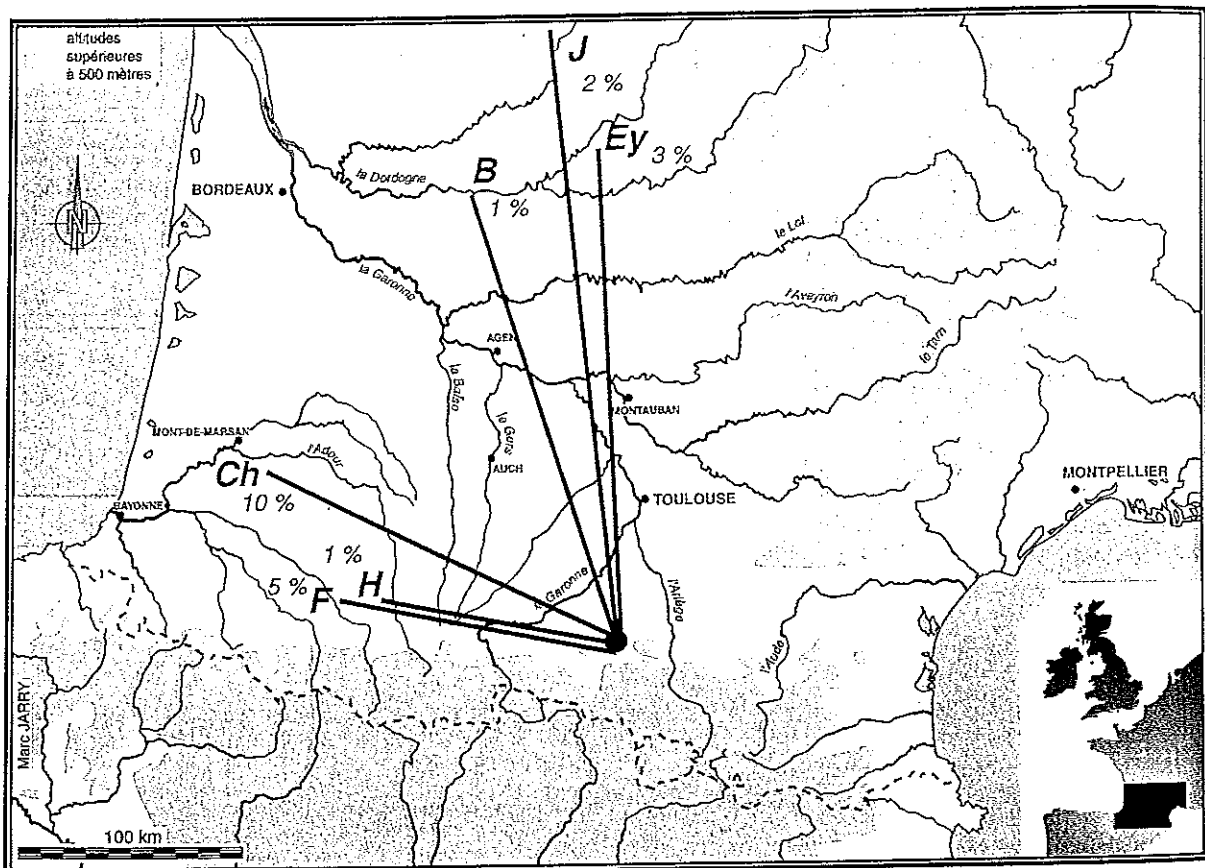 altitudes
supérieures
à 500 mètres
J
2 %
Ey
3 %
B
1 %
la Dordogne
BORDEAUX
N
le Lot
la Garonne
l'Aveyron
le Tarn
AGEN
la Baïse
le Gers
MONTAUBAN
MONT-DE-MARSAN
l'Adour
AUCH
Ch
10 %
MONTPELLIER
TOULOUSE
BAYONNE
1 %
5 %
H
F
la Garonne
l'Ariège
l'Aude
Marc JARRY
100 km